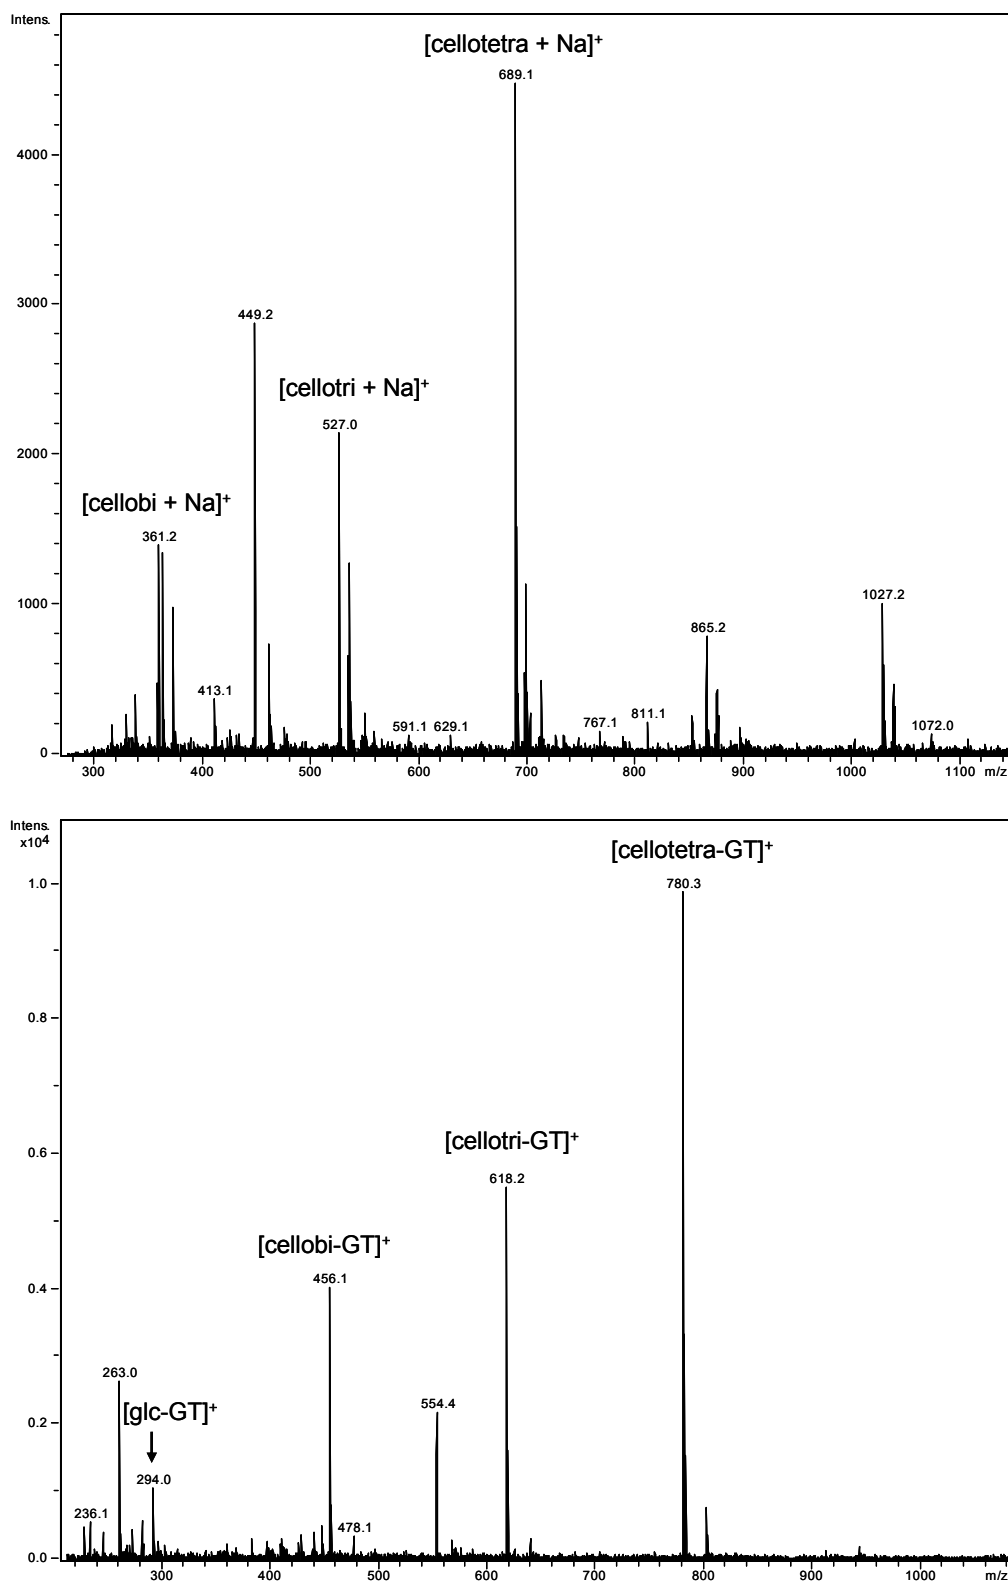 Intens.
[cellotetra + Na]+
689.1
4000
3000
449.2
[cellotri + Na]+
527.0
2000
[cellobi + Na]+
361.2
1000
1027.2
865.2
413.1
591.1 629.1
767.1
811.1
1072.0
0
300 400 500 600 700 800 900 1000 1100 m/z
Intens.
x10⁴
[cellotetra-GT]+
780.3
1.0
0.8
[cellotri-GT]+
0.6
618.2
[cellobi-GT]+
456.1
0.4
263.0
[glc-GT]+
554.4
0.2
294.0
236.1
478.1
0.0
300 400 500 600 700 800 900 1000 m/z